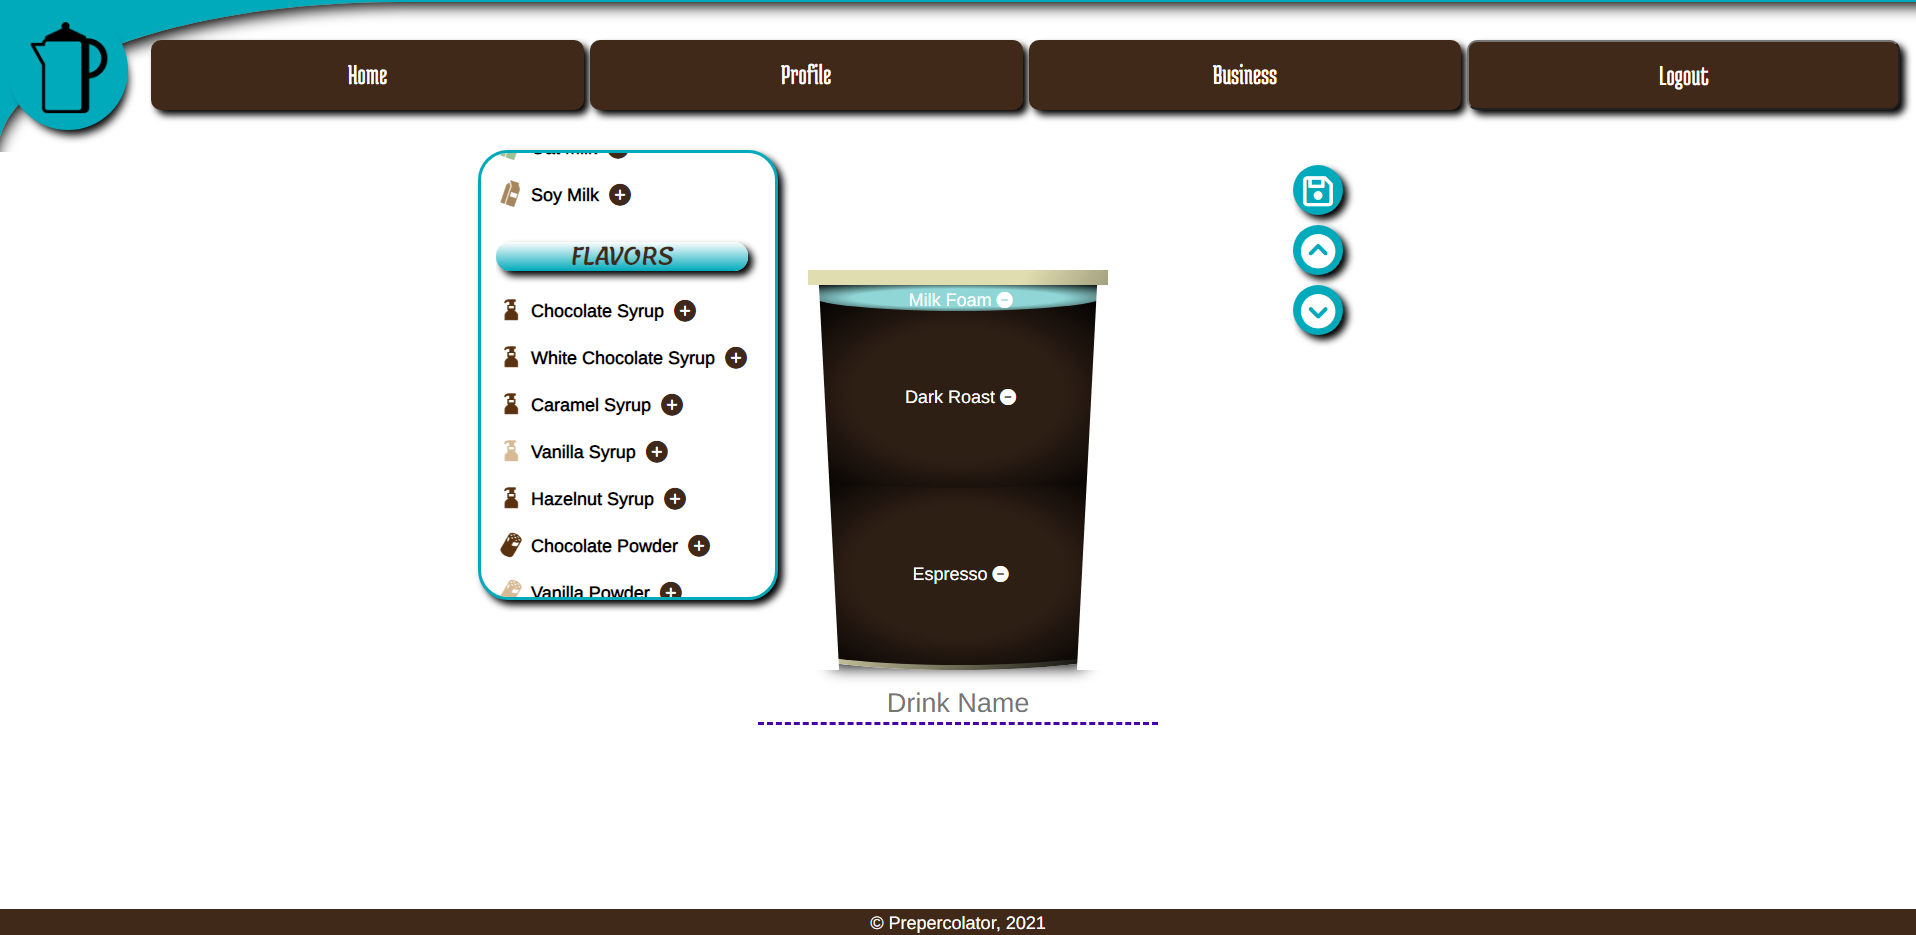 Home
Profile
Business
Logout
Soy Milk
FLAVORS
Chocolate Syrup
White Chocolate Syrup
Caramel Syrup
Vanilla Syrup
Hazelnut Syrup
Chocolate Powder
Vanilla Powder
Milk Foam
Dark Roast
Espresso
Drink Name
© Prepercolator, 2021